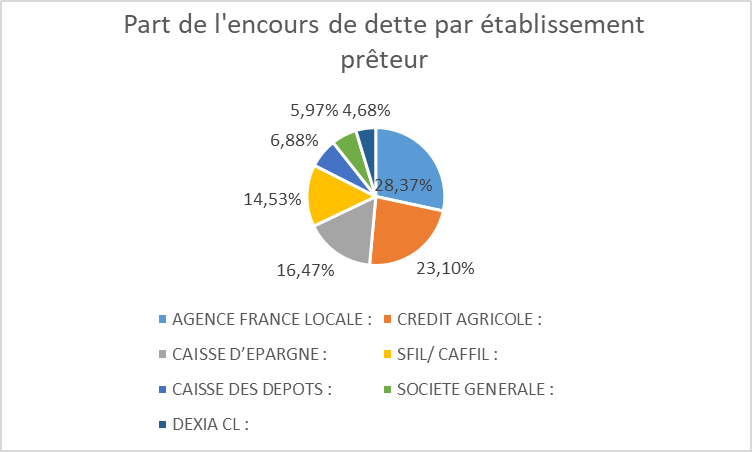 Part de l'encours de dette par établissement
prêteur
5,97% 4,68%
6,88%
28,37%
14,53%
16,47%
23,10%
AGENCE FRANCE LOCALE : CREDIT AGRICOLE :
CAISSE D’EPARGNE : SFIL/ CAFFIL :
CAISSE DES DEPOTS : SOCIETE GENERALE :
DEXIA CL :